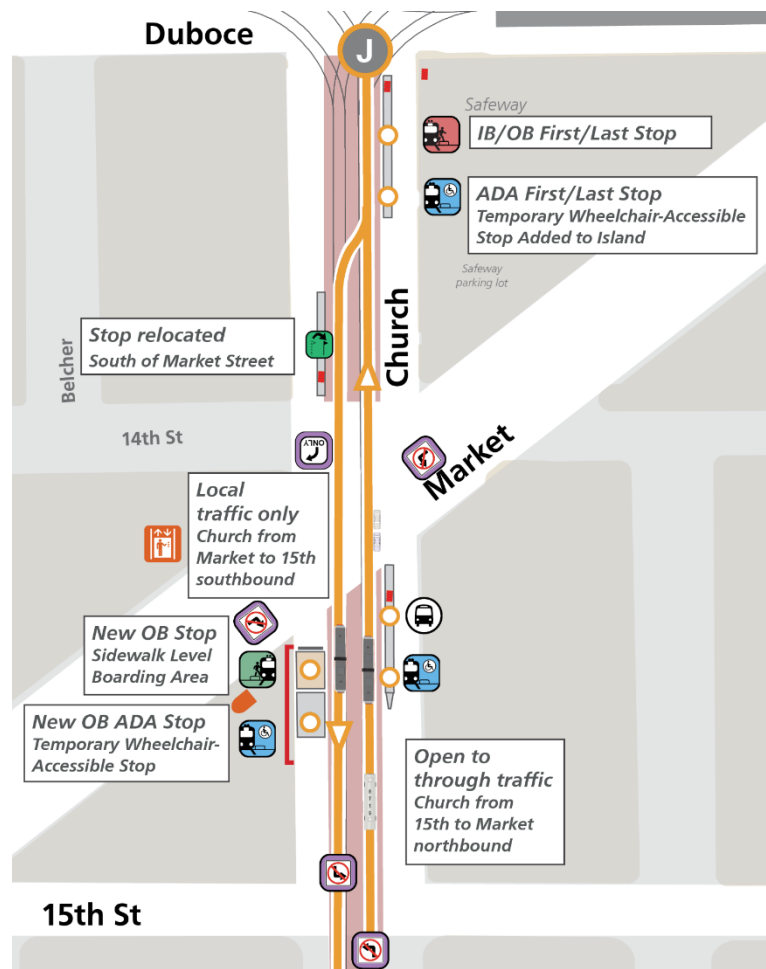 Duboce
J
Safeway
IB/OB First/Last Stop
ADA First/Last Stop
Temporary Wheelchair-Accessible
Stop Added to Island
Safeway
parking lot
Church
Stop relocated
South of Market Street
Belcher
14th St
ONLY
Market
Local
traffic only
Church from
Market to 15th
southbound
New OB Stop
Sidewalk Level
Boarding Area
New OB ADA Stop
Temporary Wheelchair-
Accessible Stop
Open to
through traffic
Church from
15th to Market
northbound
15th St